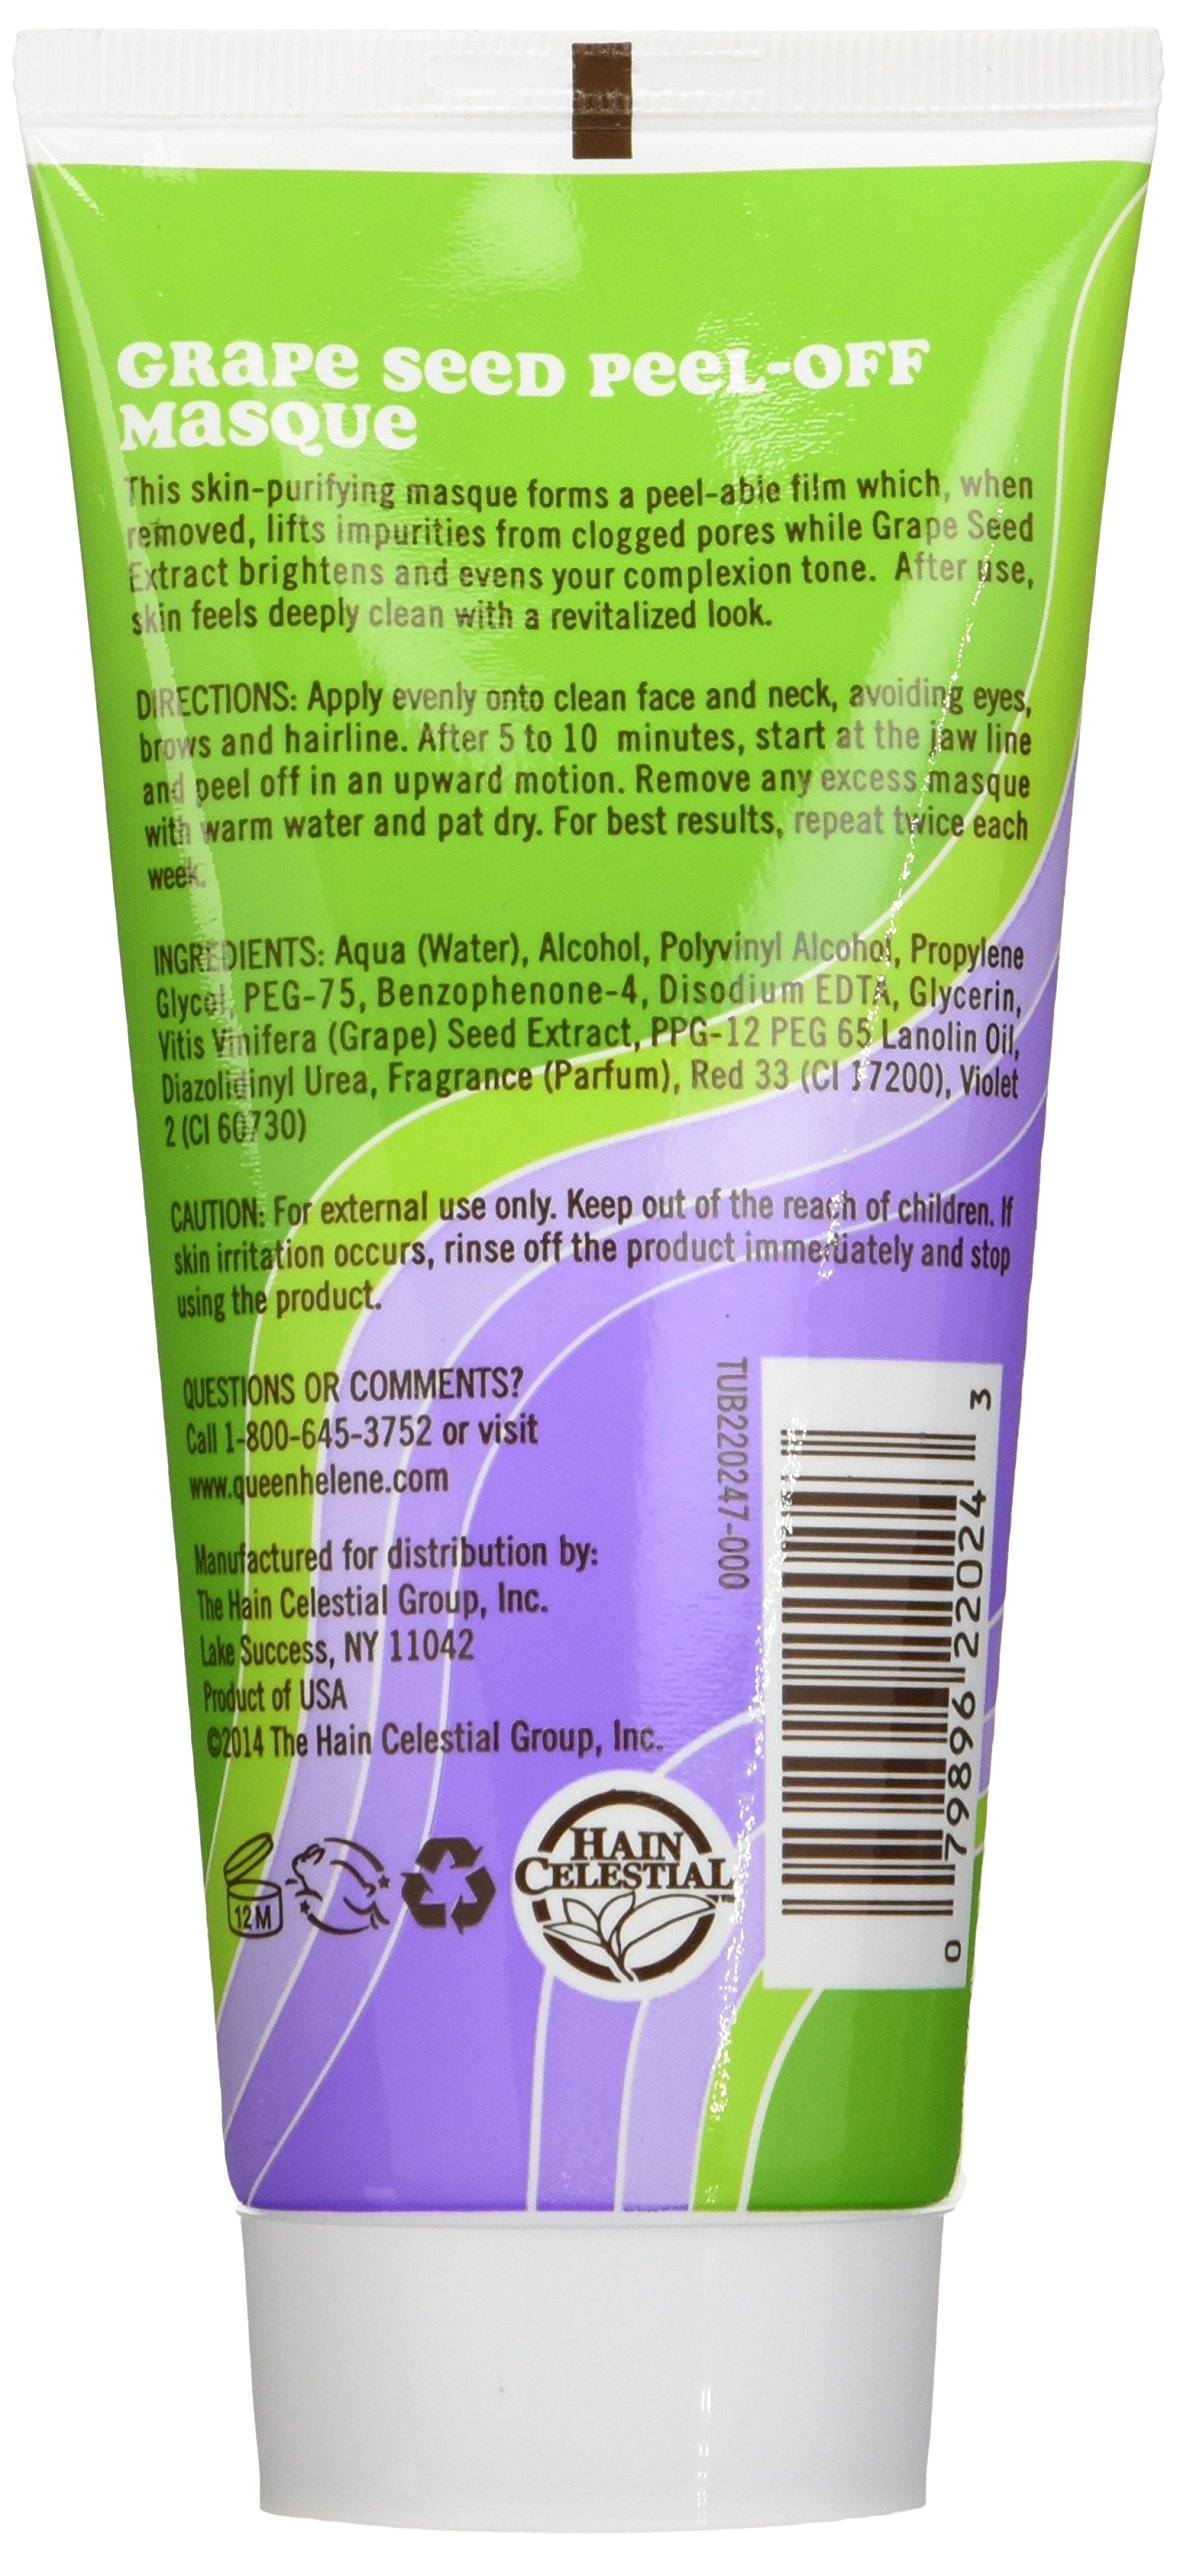 GRAPE SEED PEEL-OFF
MASQUE
This skin-purifying masque forms a peel-able film which, when
removed, lifts impurities from clogged pores while Grape Seed
Extract brightens and evens your complexion tone. After use,
skin feels deeply clean with a revitalized look.
DIRECTIONS: Apply evenly onto clean face and neck, avoiding eyes,
brows and hairline. After 5 to 10 minutes, start at the jaw line
and peel off in an upward motion. Remove any excess masque
with warm water and pat dry. For best results, repeat twice each
week.
INGREDIENTS: Aqua (Water), Alcohol, Polyvinyl Alcohol, Propylene
Glycol, PEG-75, Benzophenone-4, Disodium EDTA, Glycerin,
Vitis Vinifera (Grape) Seed Extract, PPG-12 PEG 65 Lanolin Oil,
Diazolidinyl Urea, Fragrance (Parfum), Red 33 (CI 17200), Violet
2 (CI 60730)
CAUTION: For external use only. Keep out of the reach of children. If
skin irritation occurs, rinse off the product immediately and stop
using the product.
QUESTIONS OR COMMENTS?
Call 1-800-645-3752 or visit
www.queenhelene.com
Manufactured for distribution by:
The Hain Celestial Group, Inc.
Lake Success, NY 11042
Product of USA
©2014 The Hain Celestial Group, Inc.
12M
HAIN
CELESTIAL
TUB220247-000
0 79896 22024 3